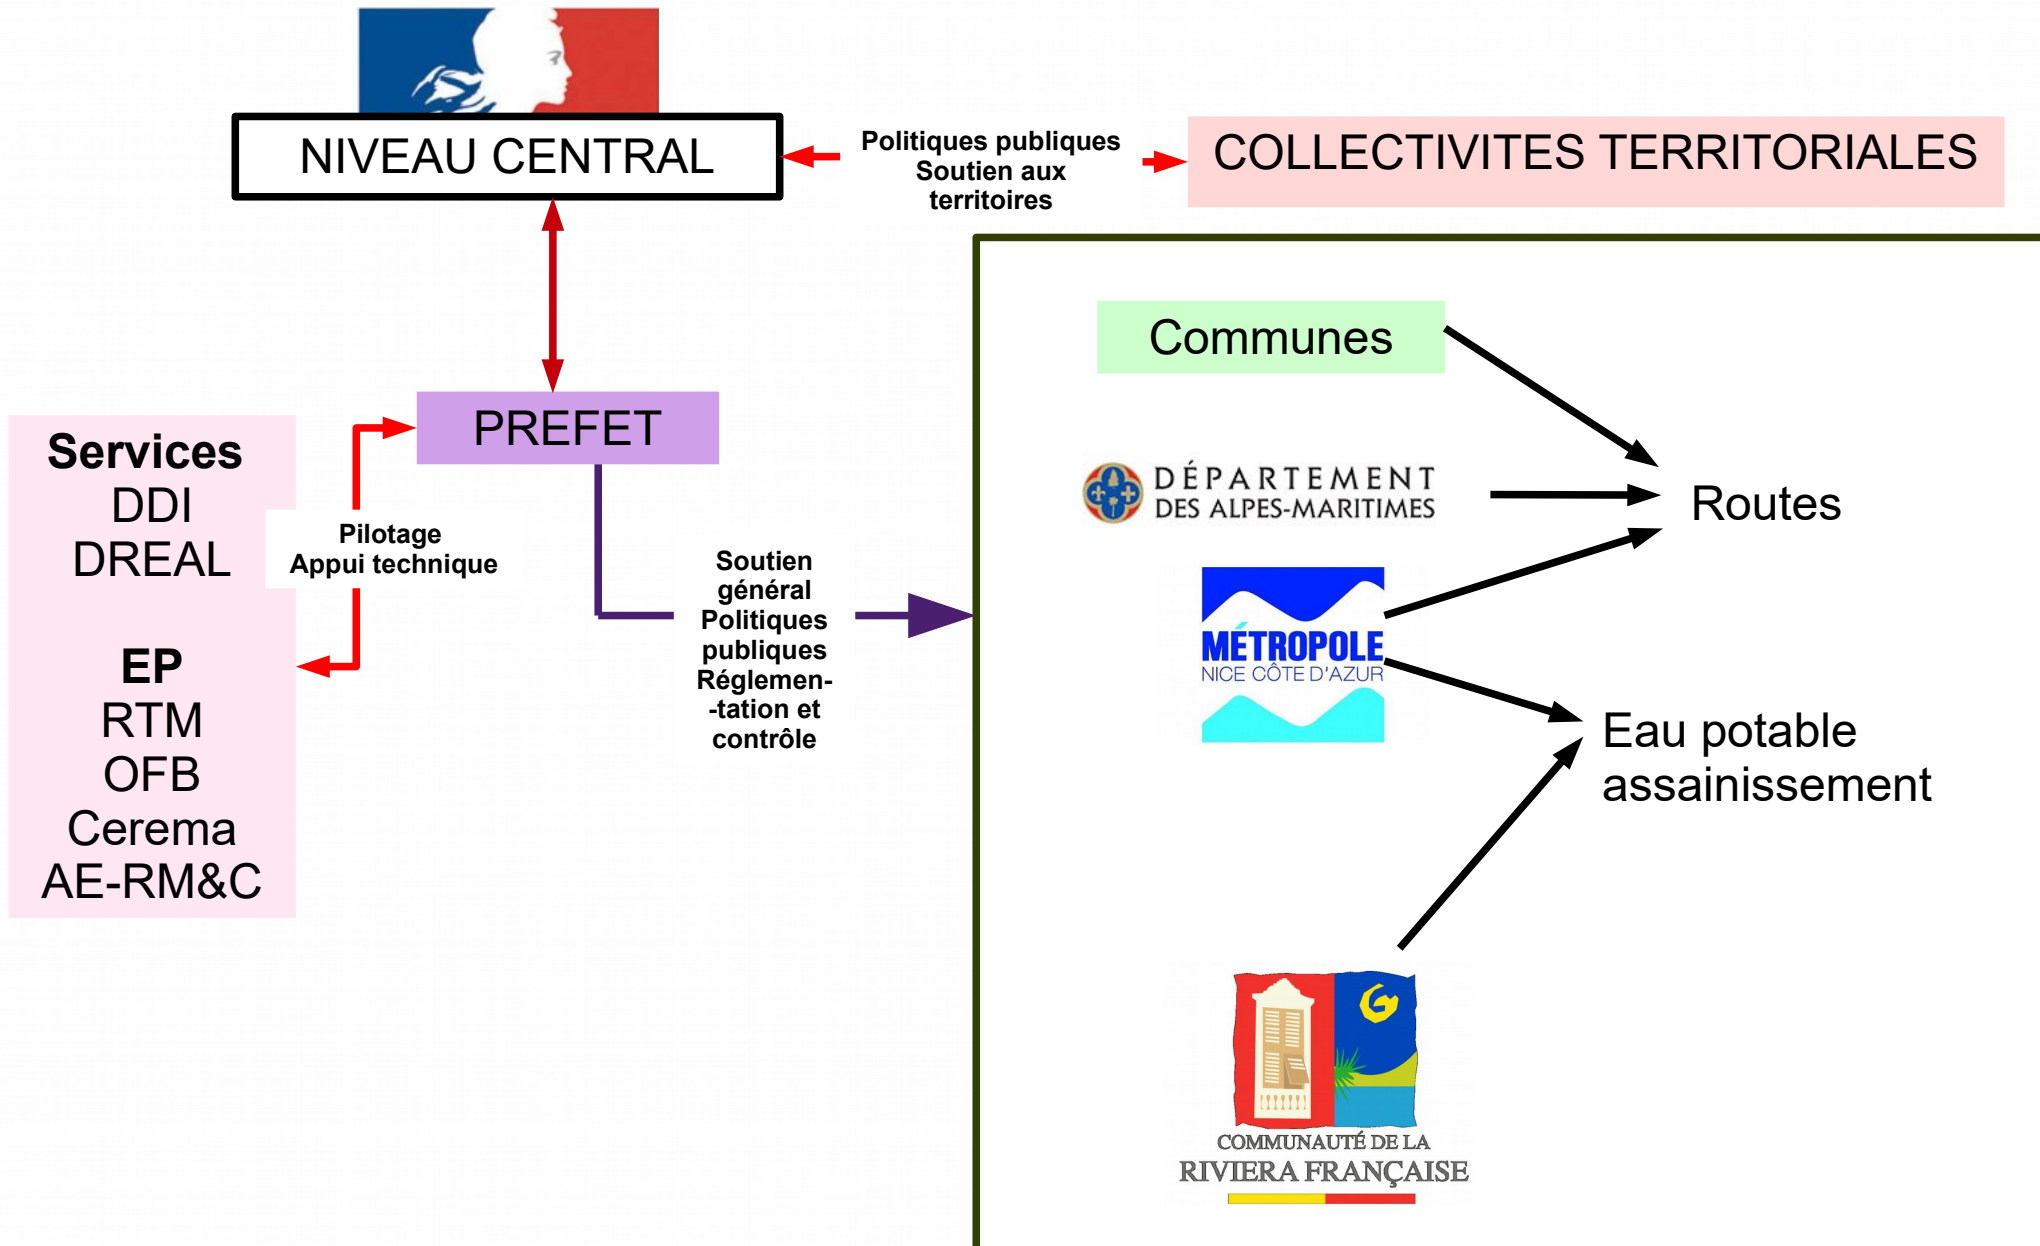 NIVEAU CENTRAL
Politiques publiques
Soutien aux
territoires
COLLECTIVITES TERRITORIALES
PREFET
Services
DDI
DREAL
EP
RTM
OFB
Cerema
AE-RM&C
Pilotage
Appui technique
Soutien
général
Politiques
publiques
Réglemen-
-tation et
contrôle
Communes
DÉPARTEMENT
DES ALPES-MARITIMES
Routes
MÉTROPOLE
NICE CÔTE D'AZUR
Eau potable
assainissement
COMMUNAUTÉ DE LA
RIVIERA FRANÇAISE